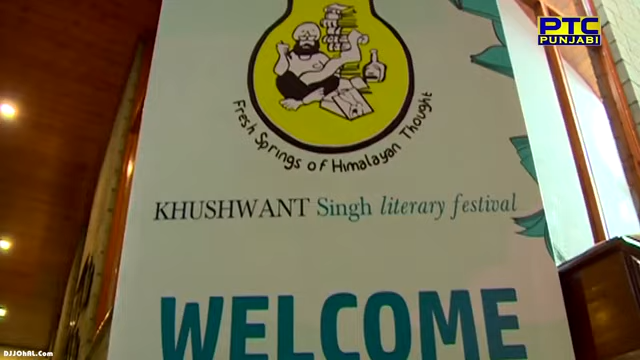 PTC
PUNJABI
Fresh Springs of Himalayan Thought
KHUSHWANT Singh literary festival
WELCOME
DJJOhAL.Com